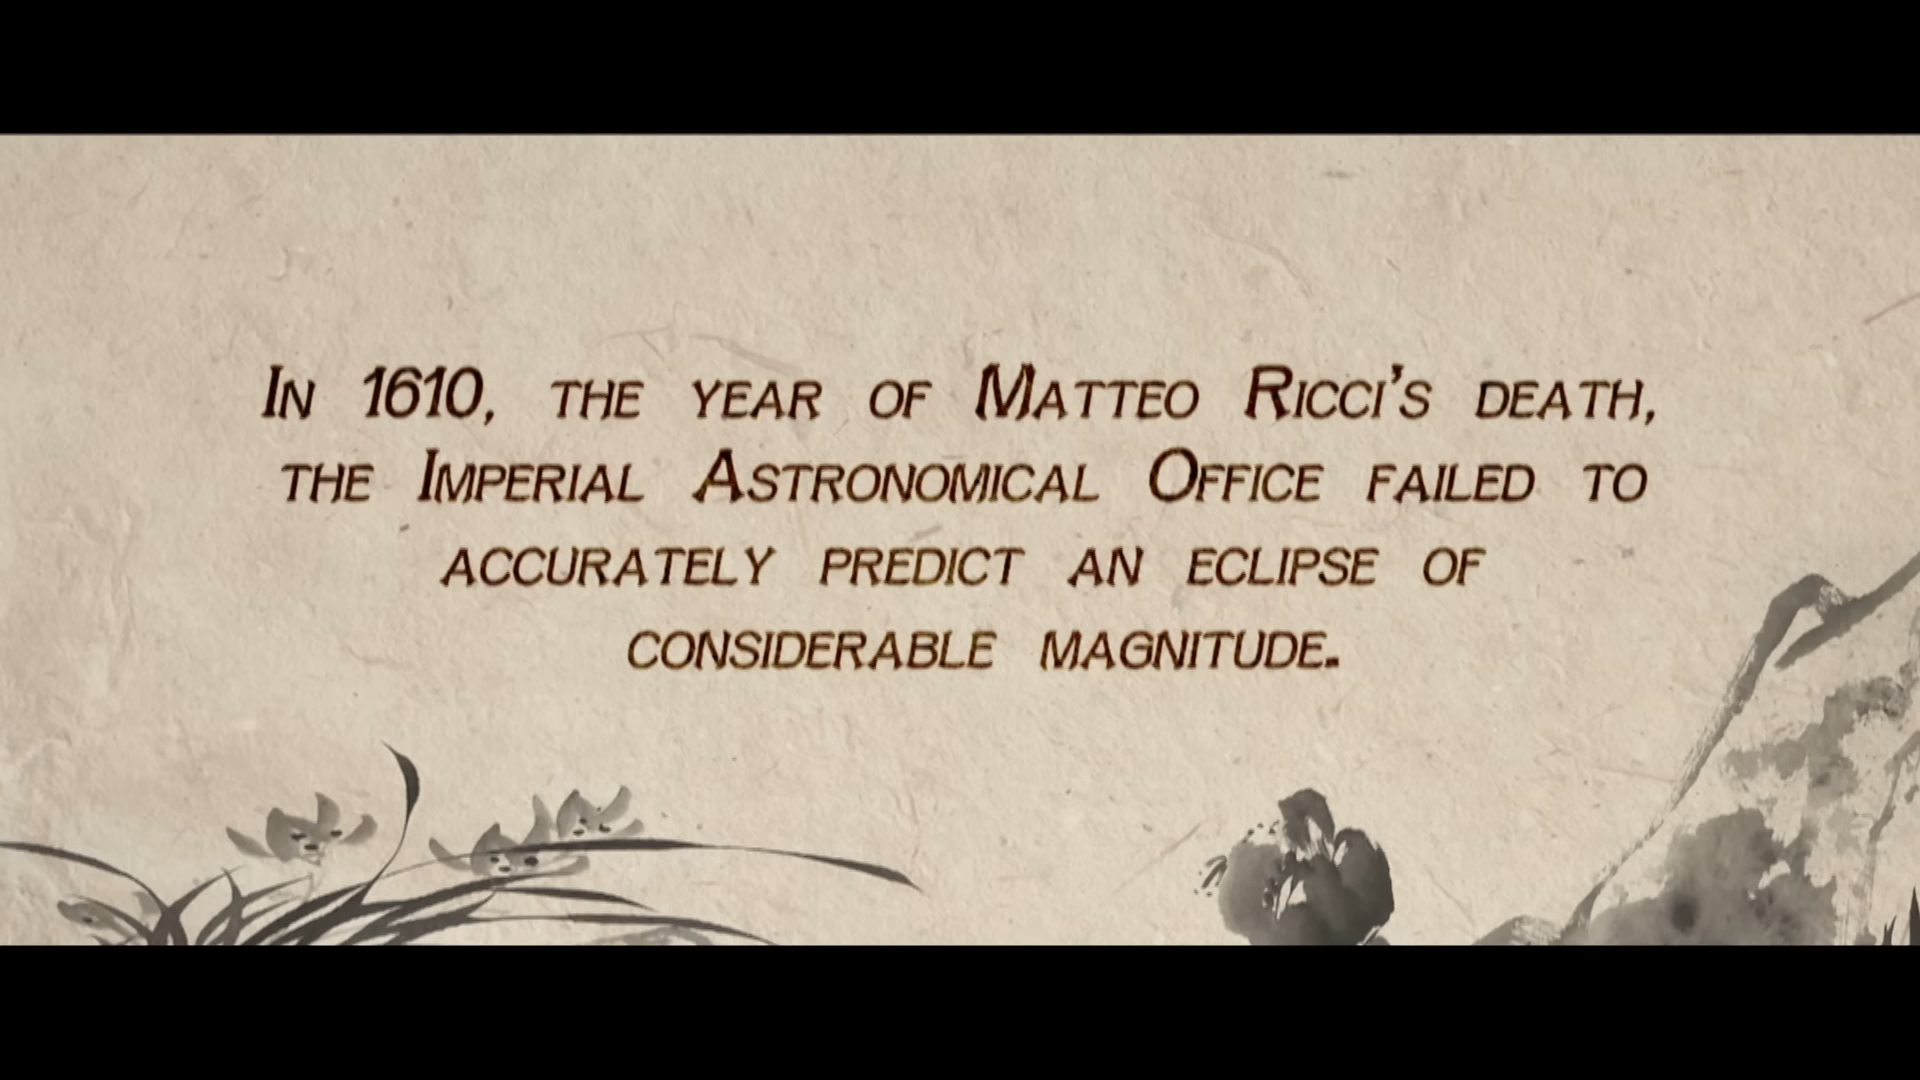 In 1610, the year of Matteo Ricci's death,
the Imperial Astronomical Office failed to
accurately predict an eclipse of
considerable magnitude.